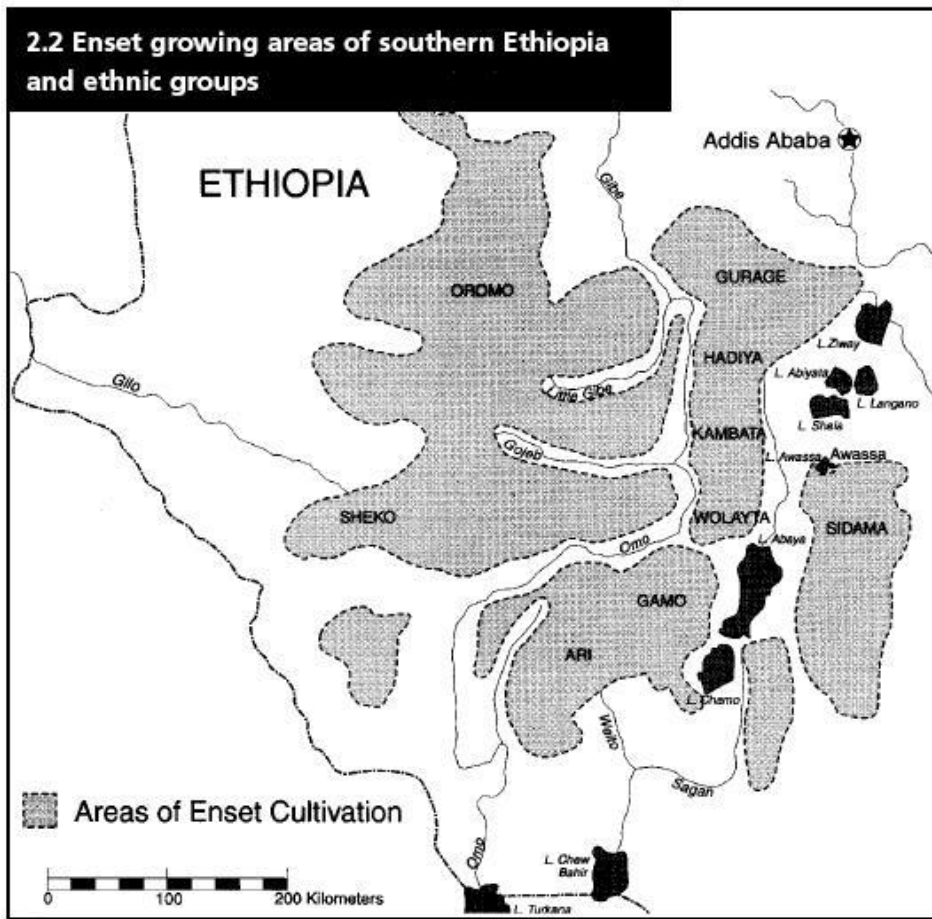 2.2 Enset growing areas of southern Ethiopia
and ethnic groups
Addis Ababa
ETHIOPIA
Gibe
GURAGE
OROMO
L.Ziway
HADIYA
L. Abiyata
L. Langano
Gilo
Little Gibe
L. Shala
KAMBATA
Gojeb
L. Awassa
Awassa
SHEKO
WOLAYTA
SIDAMA
L. Abaya
Omo
GAMO
ARI
L. Chamo
Weito
Sagan
Areas of Enset Cultivation
Omo
L. Chew
Bahir
0 100 200 Kilometers
L. Turkana